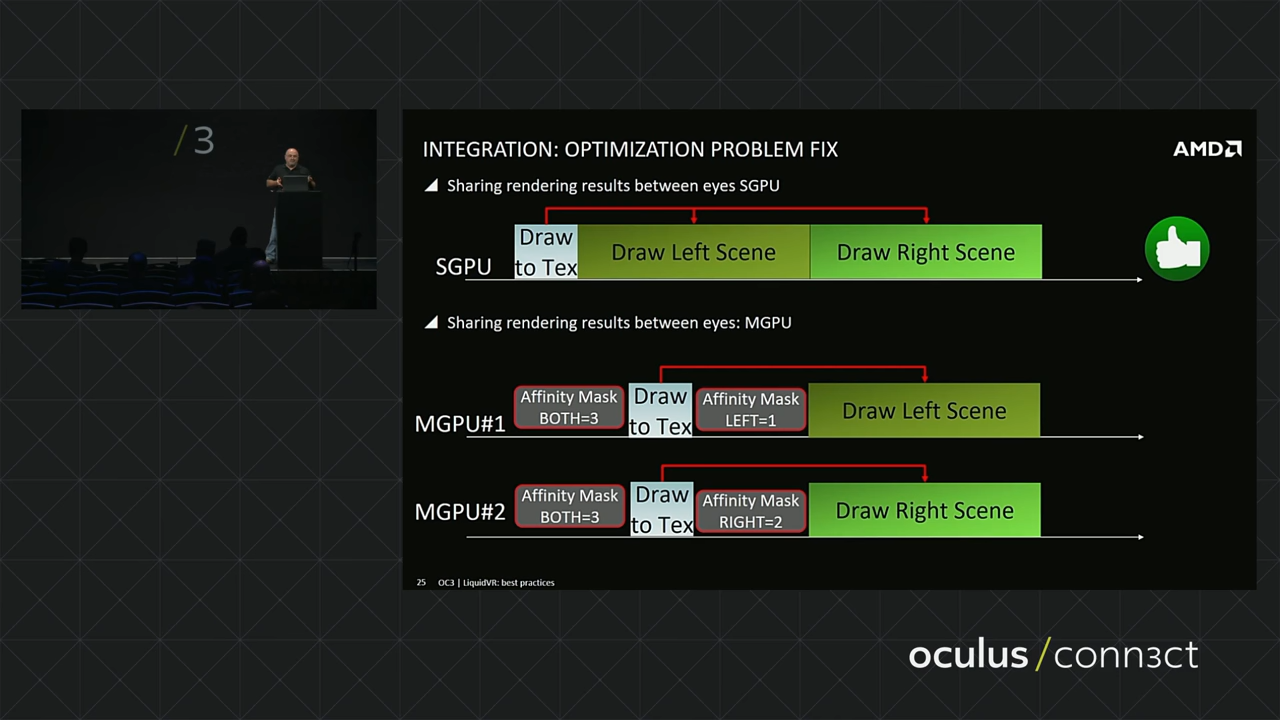 /3
INTEGRATION: OPTIMIZATION PROBLEM FIX
AMD
Sharing rendering results between eyes SGPU
SGPU
Draw
to Tex
Draw Left Scene
Draw Right Scene
Sharing rendering results between eyes: MGPU
MGPU#1
Affinity Mask
BOTH=3
Draw
to Tex
Affinity Mask
LEFT=1
Draw Left Scene
MGPU#2
Affinity Mask
BOTH=3
Draw
to Tex
Affinity Mask
RIGHT=2
Draw Right Scene
25 OC3 | LiquidVR: best practices
oculus /conn3ct